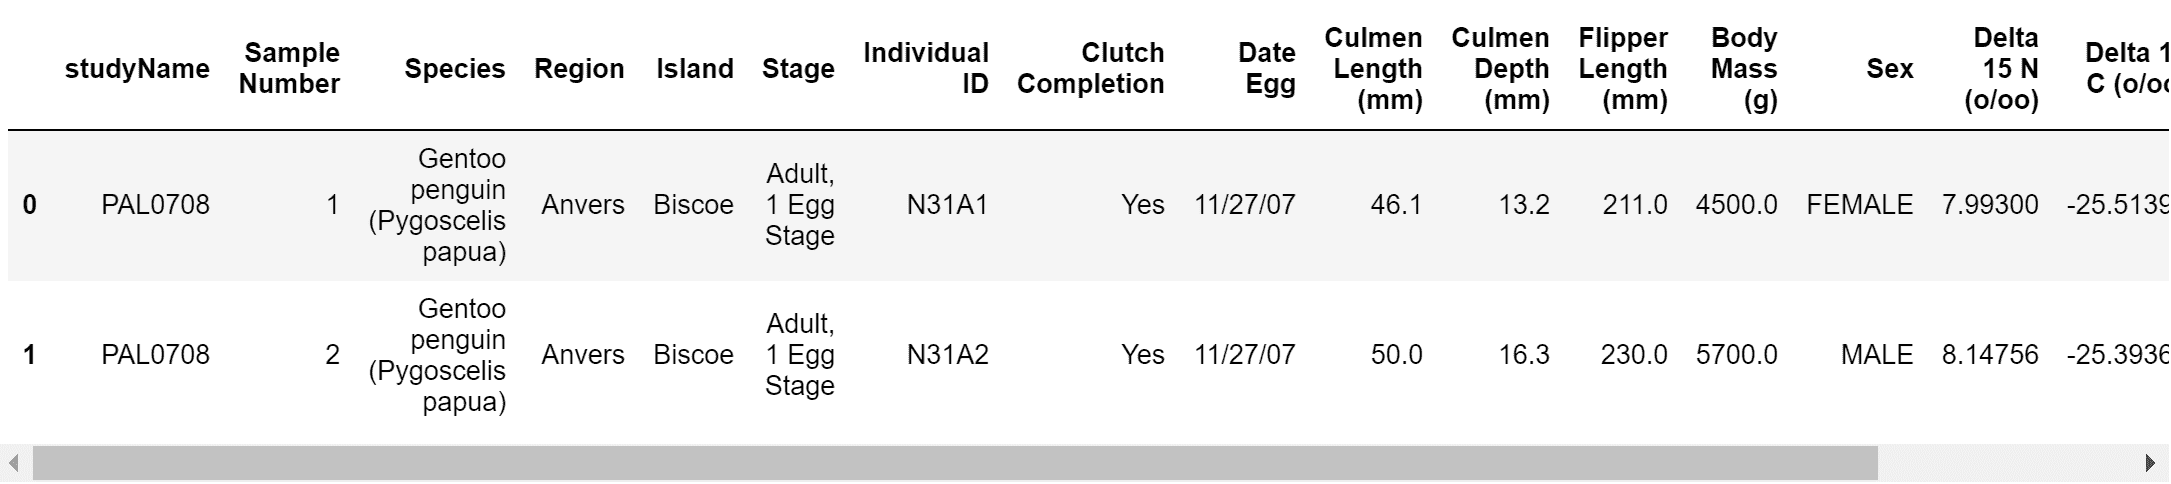 studyName Sample Number Species Region Island Stage Individual ID Clutch Completion Date Egg Culmen Length (mm) Culmen Depth (mm) Flipper Length (mm) Body Mass (g) Sex Delta 15 N (o/oo) Delta 1 C (o/oo
0 PAL0708 1 Gentoo penguin (Pygoscelis papua) Anvers Biscoe Adult, 1 Egg Stage N31A1 Yes 11/27/07 46.1 13.2 211.0 4500.0 FEMALE 7.99300 -25.5139
1 PAL0708 2 Gentoo penguin (Pygoscelis papua) Anvers Biscoe Adult, 1 Egg Stage N31A2 Yes 11/27/07 50.0 16.3 230.0 5700.0 MALE 8.14756 -25.3936